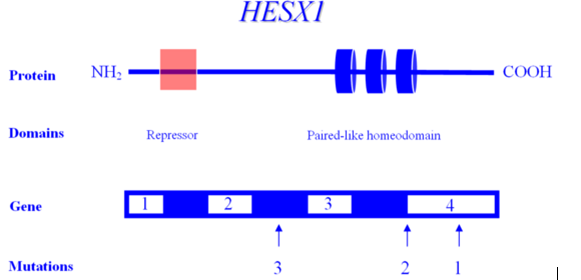 HESX1
Protein NH2 COOH
Domains Repressor Paired-like homeodomain
Gene 1 2 3 4
Mutations 3 2 1